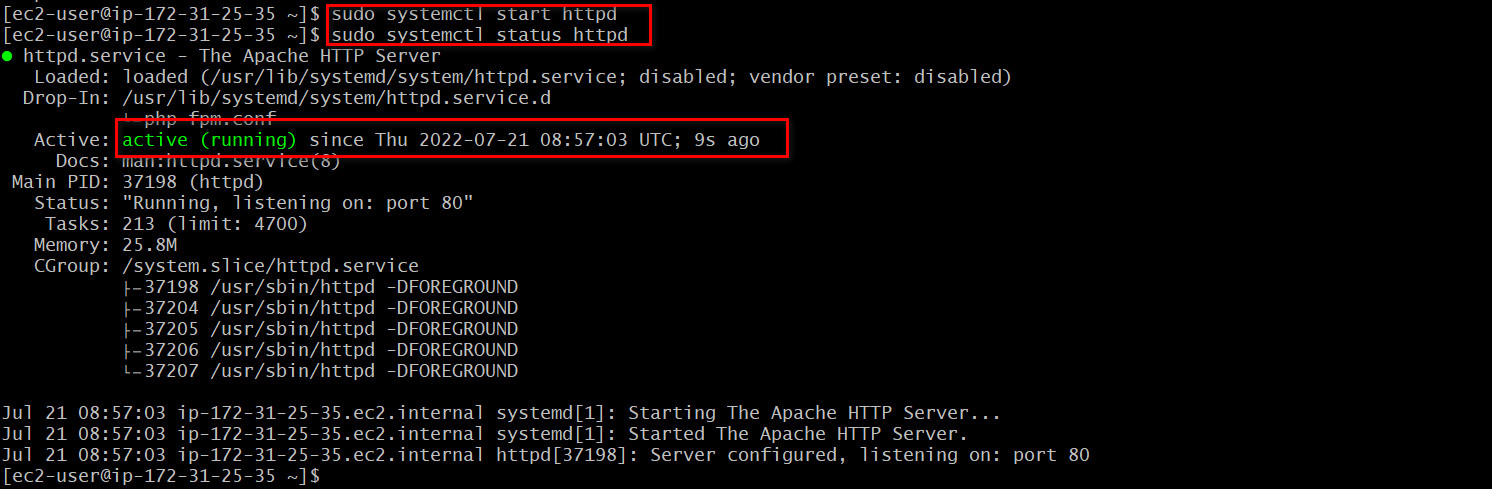 [ec2-user@ip-172-31-25-35 ~]$ sudo systemctl start httpd
[ec2-user@ip-172-31-25-35 ~]$ sudo systemctl status httpd
● httpd.service - The Apache HTTP Server
   Loaded: loaded (/usr/lib/systemd/system/httpd.service; disabled; vendor preset: disabled)
  Drop-In: /usr/lib/systemd/system/httpd.service.d
           └─php-fpm.conf
   Active: active (running) since Thu 2022-07-21 08:57:03 UTC; 9s ago
     Docs: man:httpd.service(8)
 Main PID: 37198 (httpd)
   Status: "Running, listening on: port 80"
    Tasks: 213 (limit: 4700)
   Memory: 25.8M
   CGroup: /system.slice/httpd.service
           ├─37198 /usr/sbin/httpd -DFOREGROUND
           ├─37204 /usr/sbin/httpd -DFOREGROUND
           ├─37205 /usr/sbin/httpd -DFOREGROUND
           ├─37206 /usr/sbin/httpd -DFOREGROUND
           └─37207 /usr/sbin/httpd -DFOREGROUND
Jul 21 08:57:03 ip-172-31-25-35.ec2.internal systemd[1]: Starting The Apache HTTP Server...
Jul 21 08:57:03 ip-172-31-25-35.ec2.internal systemd[1]: Started The Apache HTTP Server.
Jul 21 08:57:03 ip-172-31-25-35.ec2.internal httpd[37198]: Server configured, listening on: port 80
[ec2-user@ip-172-31-25-35 ~]$